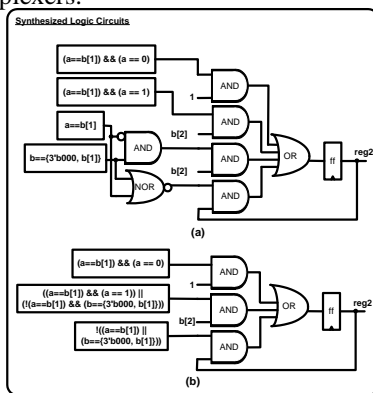 plexers.
Synthesized Logic Circuits
(a==b[1]) && (a == 0)
AND
1
(a==b[1]) && (a == 1)
AND
b[2]
a==b[1]
AND
AND
b[2]
OR
ff
reg2
b=={3'b000, b[1]}
NOR
AND
(a)
(a==b[1]) && (a == 0)
AND
1
((a==b[1]) && (a == 1)) ||
(!(a==b[1]) && (b=={3'b000, b[1]}))
AND
b[2]
OR
ff
reg2
!((a==b[1]) ||
(b=={3'b000, b[1]}))
AND
(b)